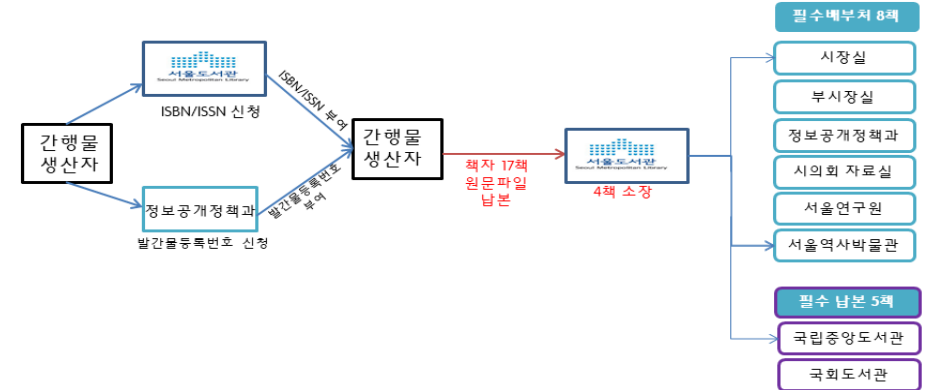 필수배부처 8책
시장실
부시장실
정보공개정책과
시의회 자료실
서울연구원
서울역사박물관
필수 납본 5책
국립중앙도서관
국회도서관
간행물
생산자
서울도서관
Seoul Metropolitan Library
ISBN/ISSN 신청
정보공개정책과
발간물등록번호 신청
ISBN/ISSN 부여
발간물등록번호
부여
간행물
생산자
책자 17책
원문파일
납본
서울도서관
Seoul Metropolitan Library
4책 소장